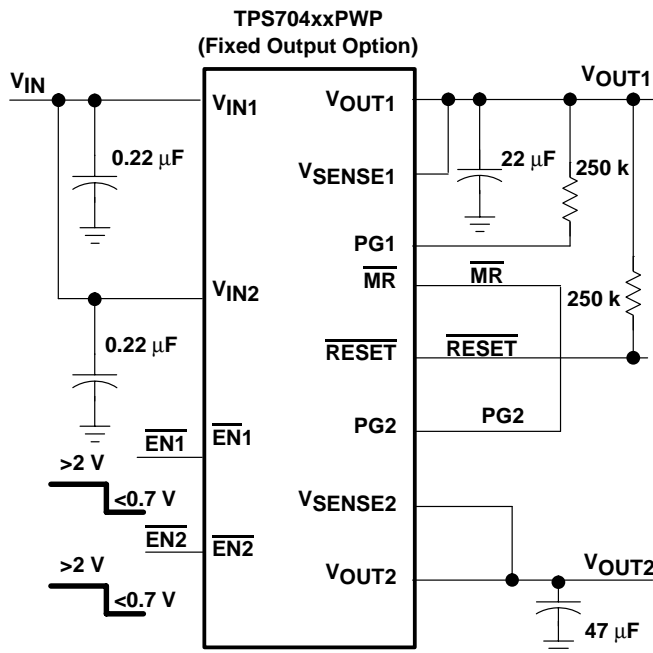 TPS704xxPWP
(Fixed Output Option)
VIN
VOUT1
VIN1
VOUT1
0.22 µF
22 µF
250 k
VSENSE1
PG1
MR
MR
VIN2
250 k
0.22 µF
RESET
RESET
EN1
EN1
PG2
PG2
>2 V
<0.7 V
VSENSE2
EN2
EN2
>2 V
VOUT2
VOUT2
<0.7 V
47 µF